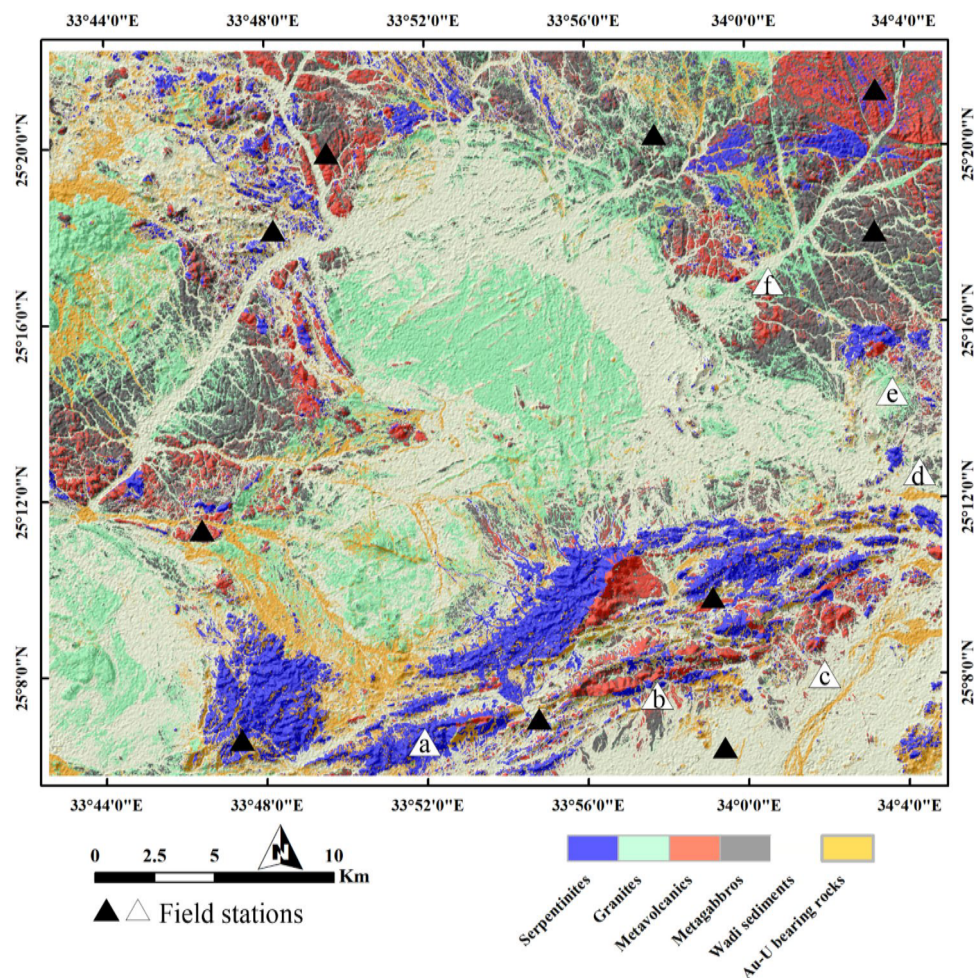 33°44'0"E 33°48'0"E 33°52'0"E 33°56'0"E 34°0'0"E 34°4'0"E
25°20'0"N 25°20'0"N
f
25°16'0"N 25°16'0"N
e
d
25°12'0"N 25°12'0"N
25°8'0"N 25°8'0"N
c
b
a
33°44'0"E 33°48'0"E 33°52'0"E 33°56'0"E 34°0'0"E 34°4'0"E
N
0 2.5 5 10
Km
Field stations
Serpentinites
Granites
Metavolcanics
Metagabbros
Wadi sediments
Au-U bearing rocks